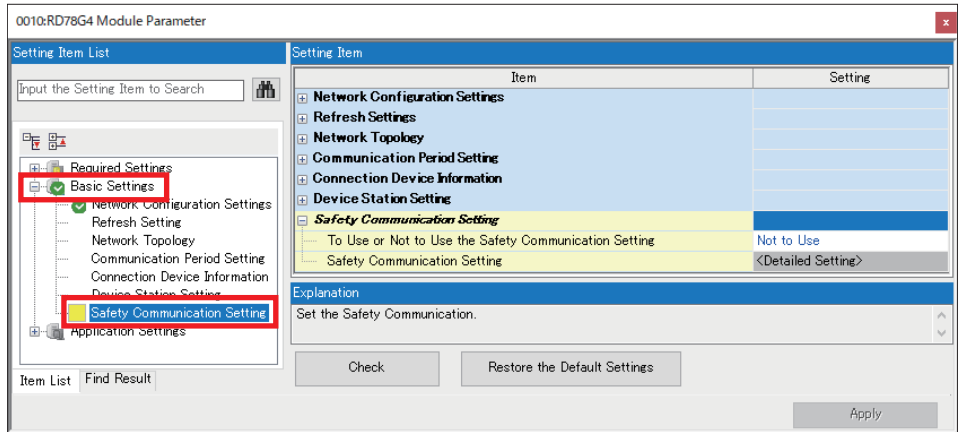 0010:RD78G4 Module Parameter
x
Setting Item List
Input the Setting Item to Search
Required Settings
Basic Settings
Network Configuration Settings
Refresh Setting
Network Topology
Communication Period Setting
Connection Device Information
Device Station Setting
Safety Communication Setting
Application Settings
Item List
Find Result
Setting Item
Item Setting
Network Configuration Settings
Refresh Settings
Network Topology
Communication Period Setting
Connection Device Information
Device Station Setting
Safety Communication Setting
To Use or Not to Use the Safety Communication Setting Not to Use
Safety Communication Setting <Detailed Setting>
Explanation
Set the Safety Communication.
Check
Restore the Default Settings
Apply